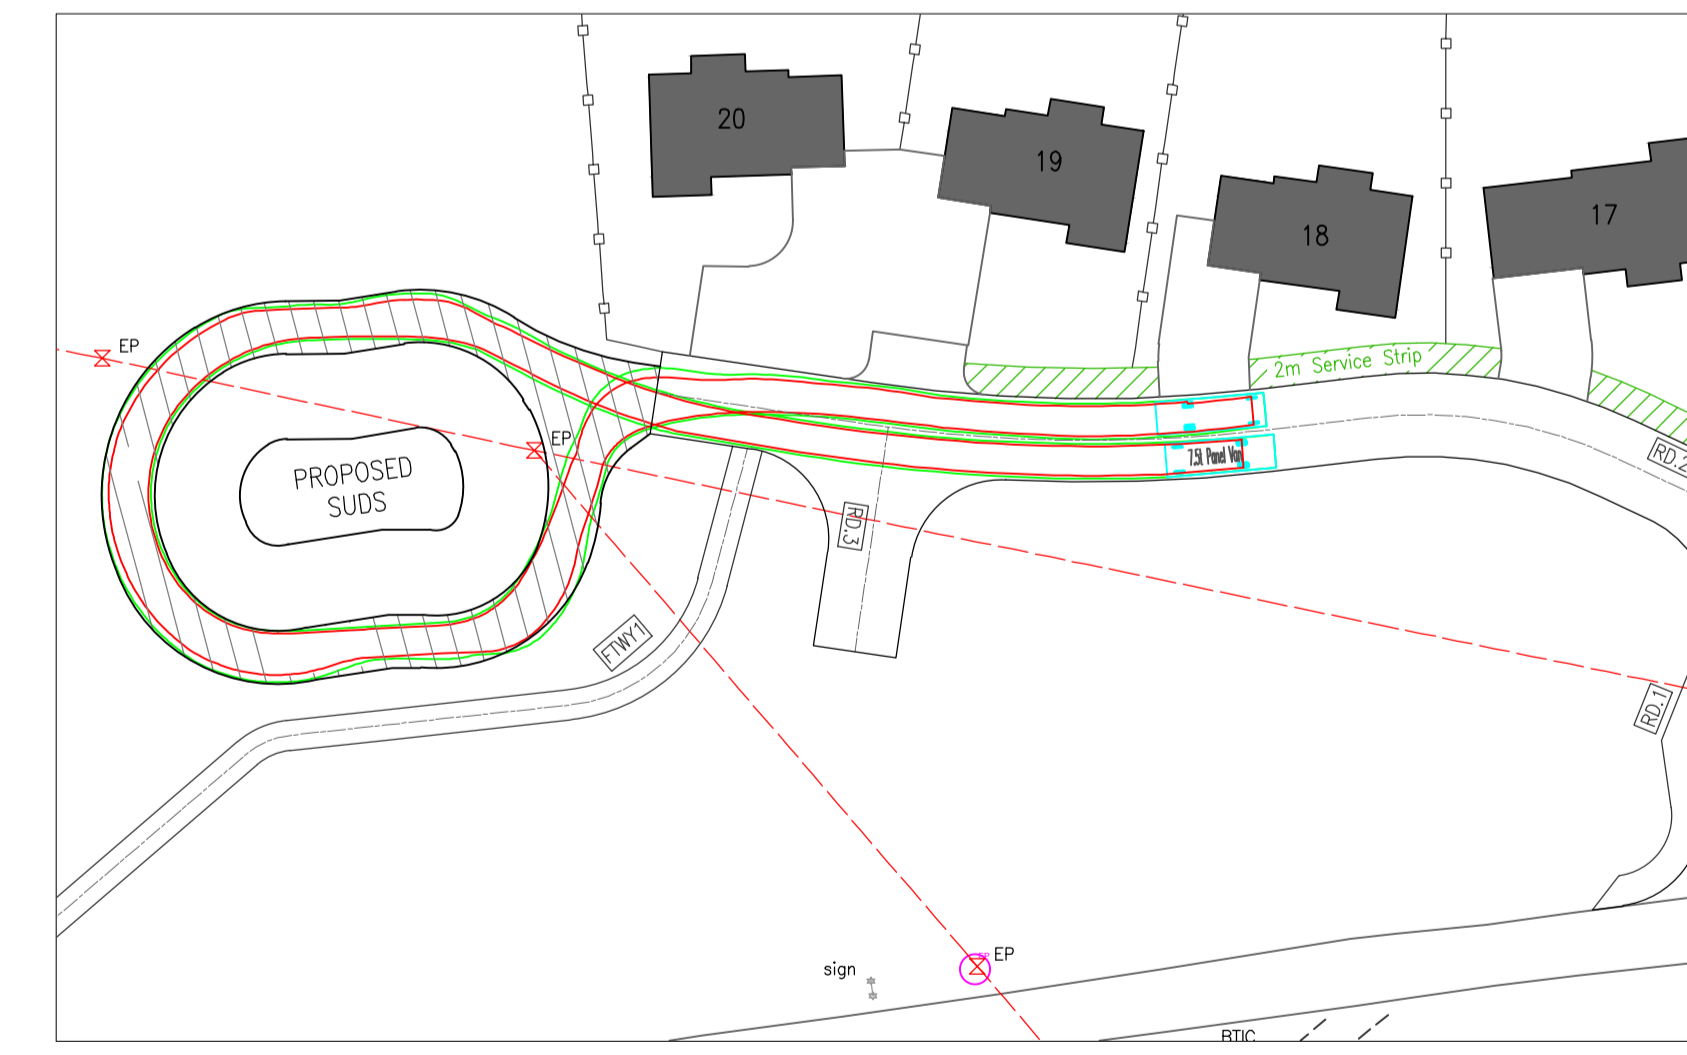 20
19
18
17
EP
2m Service Strip
EP
RD.2
7.5t Panel Van
PROPOSED
SUDS
RD.3
FTWY1
RD.1
EP
EP
sign
BTIC